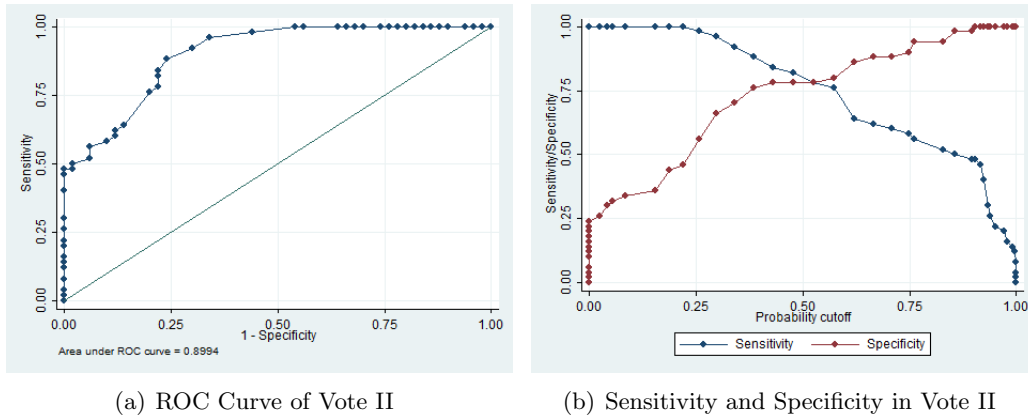 Sensitivity
1.00
0.75
0.50
0.25
0.00
0.00 0.25 0.50 0.75 1.00
1 - Specificity
Area under ROC curve = 0.8994
(a) ROC Curve of Vote II
Sensitivity/Specificity
1.00
0.75
0.50
0.25
0.00
0.00 0.25 0.50 0.75 1.00
Probability cutoff
Sensitivity Specificity
(b) Sensitivity and Specificity in Vote II